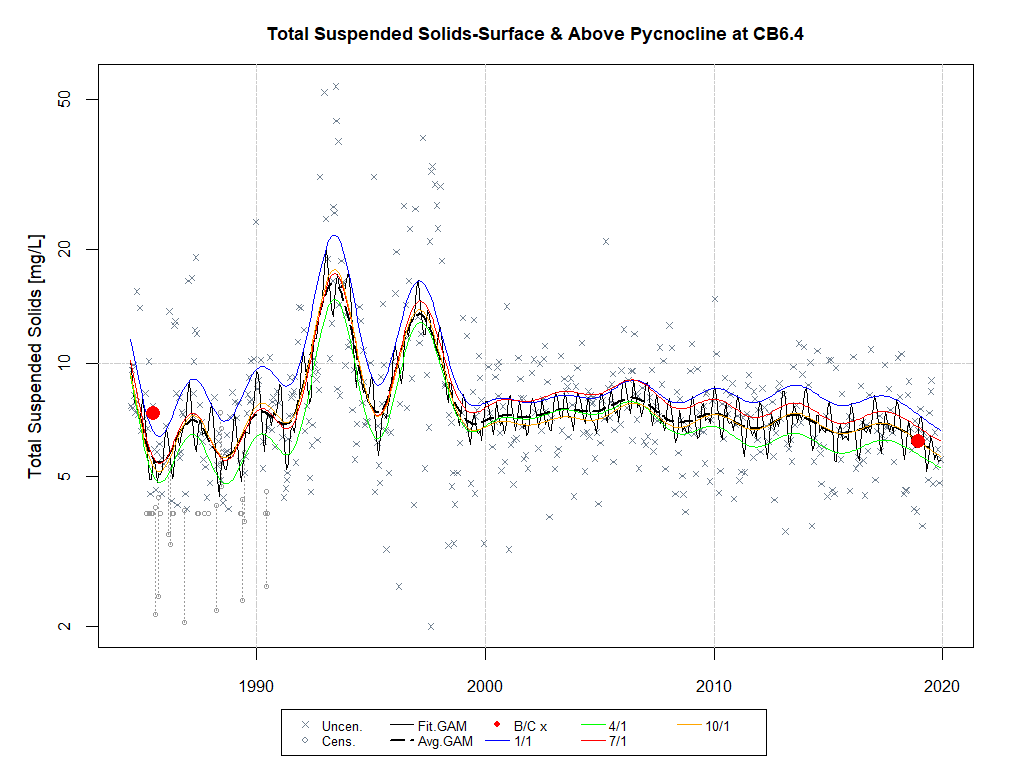 Total Suspended Solids-Surface & Above Pycnocline at CB6.4
Total Suspended Solids [mg/L]
50
20
10
5
2
1990
2000
2010
2020
Uncen. Fit.GAM B/C x 4/1 10/1
Cens. Avg.GAM 1/1 7/1